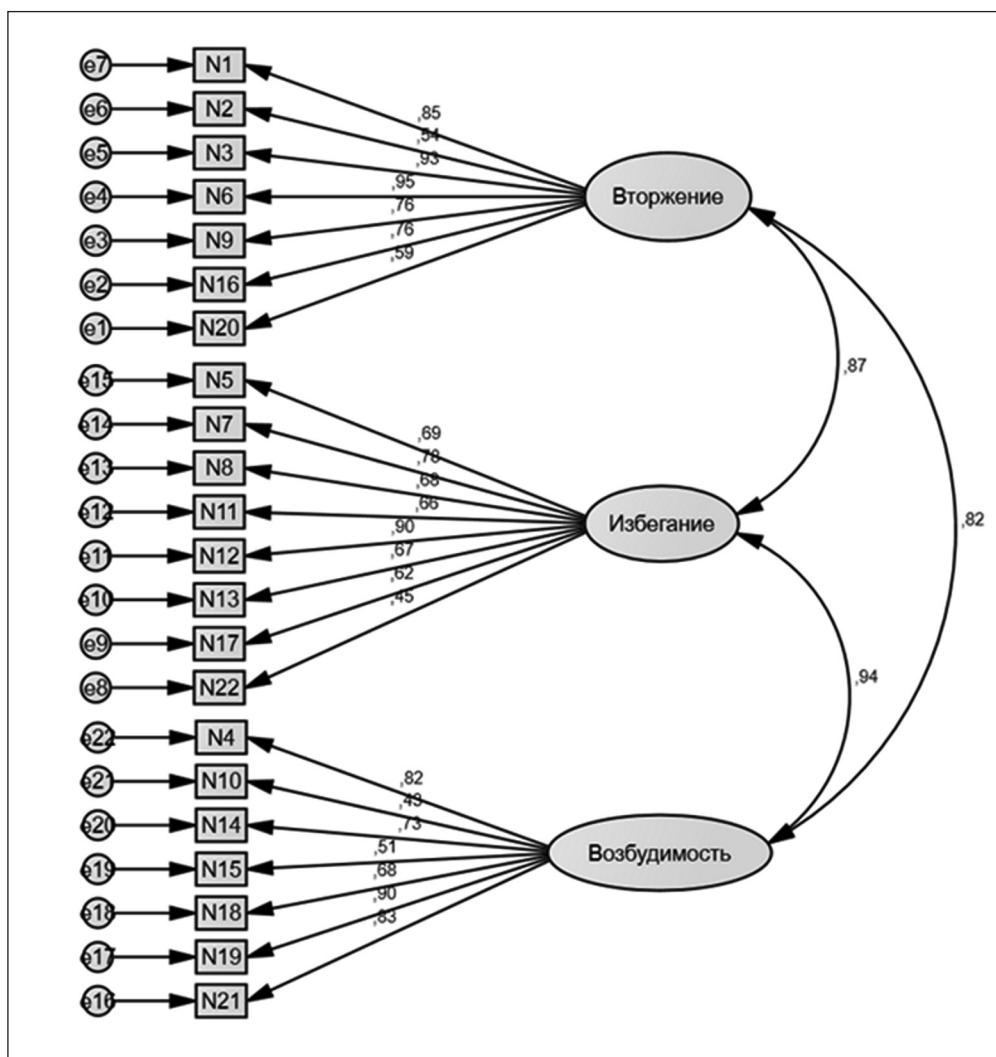 e7 N1
e6 N2
e5 N3
e4 N6
e3 N9
e2 N16
e1 N20
,85
,54
,93
,95
,76
,76
,59
Вторжение
e15 N5
e14 N7
e13 N8
e12 N11
e11 N12
e10 N13
e9 N17
e8 N22
,69
,78
,68
,66
,90
,67
,62
,45
Избегание
e22 N4
e21 N10
e20 N14
e19 N15
e18 N18
e17 N19
e16 N21
,82
,43
,73
,51
,68
,90
,83
Возбудимость
,87
,82
,94